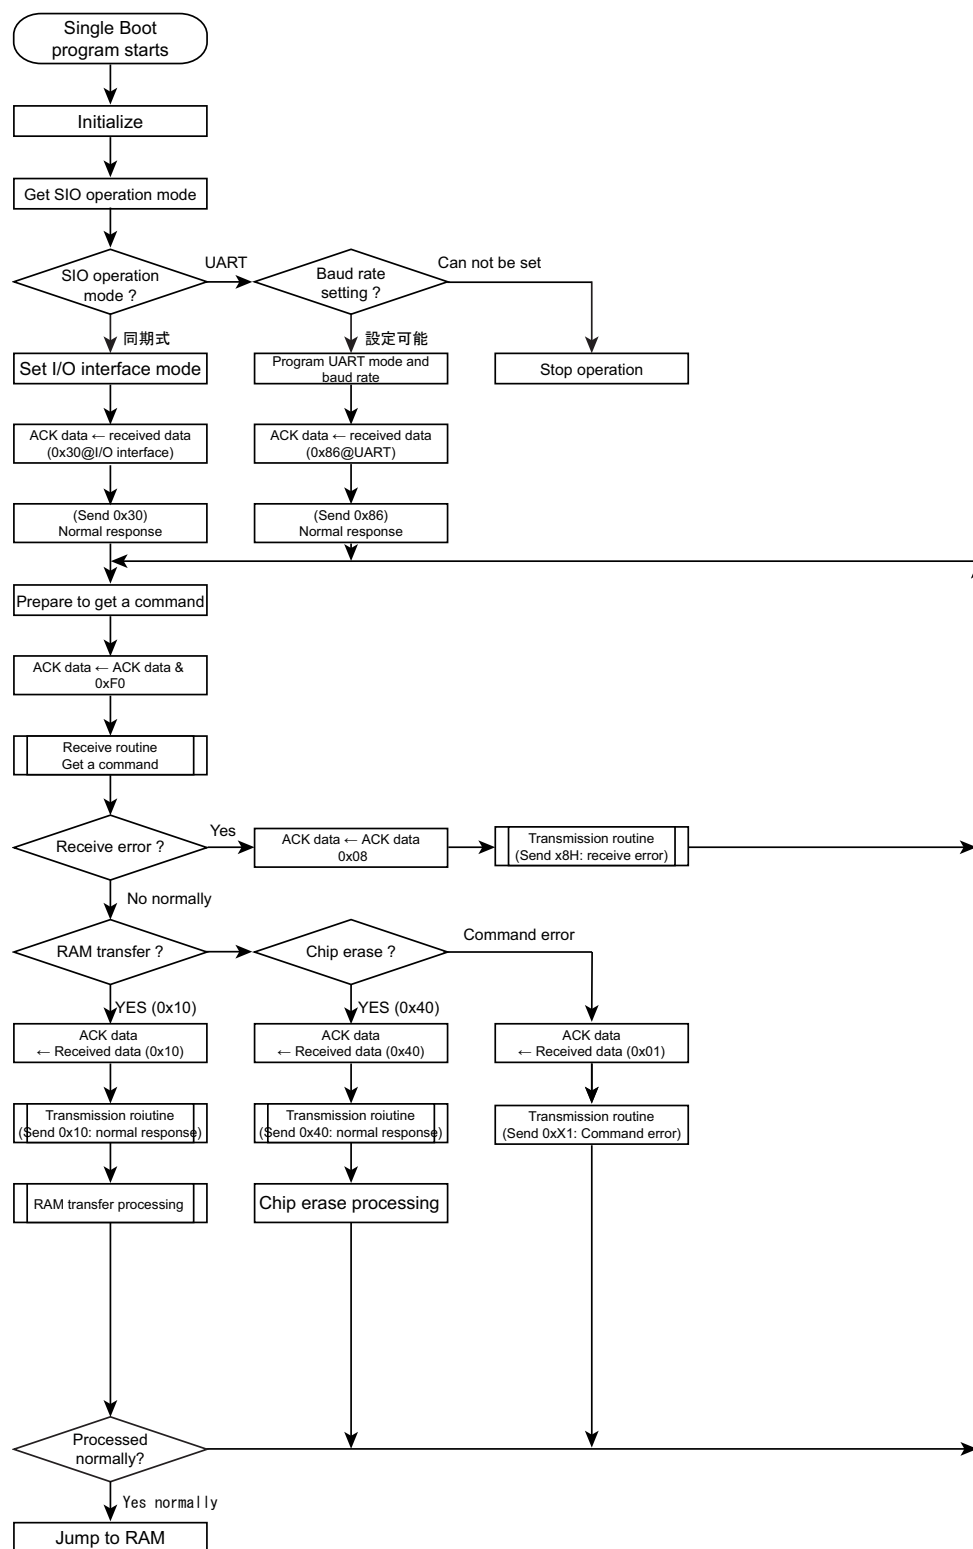 Single Boot
program starts
Initialize
Get SIO operation mode
SIO operation
mode ?
UART
Baud rate
setting ?
Can not be set
同期式
設定可能
Set I/O interface mode
Program UART mode and
baud rate
Stop operation
ACK data ← received data
(0x30@I/O interface)
ACK data ← received data
(0x86@UART)
(Send 0x30)
Normal response
(Send 0x86)
Normal response
Prepare to get a command
ACK data ← ACK data &
0xF0
Receive routine
Get a command
Receive error ?
Yes
ACK data ← ACK data
0x08
Transmission routine
(Send x8H: receive error)
No normally
RAM transfer ?
Chip erase ?
Command error
YES (0x10)
YES (0x40)
ACK data
← Received data (0x10)
ACK data
← Received data (0x40)
ACK data
← Received data (0x01)
Transmission roiutine
(Send 0x10: normal response)
Transmission roiutine
(Send 0x40: normal response)
Transmission routine
(Send 0xX1: Command error)
RAM transfer processing
Chip erase processing
Processed
normally?
Yes normally
Jump to RAM